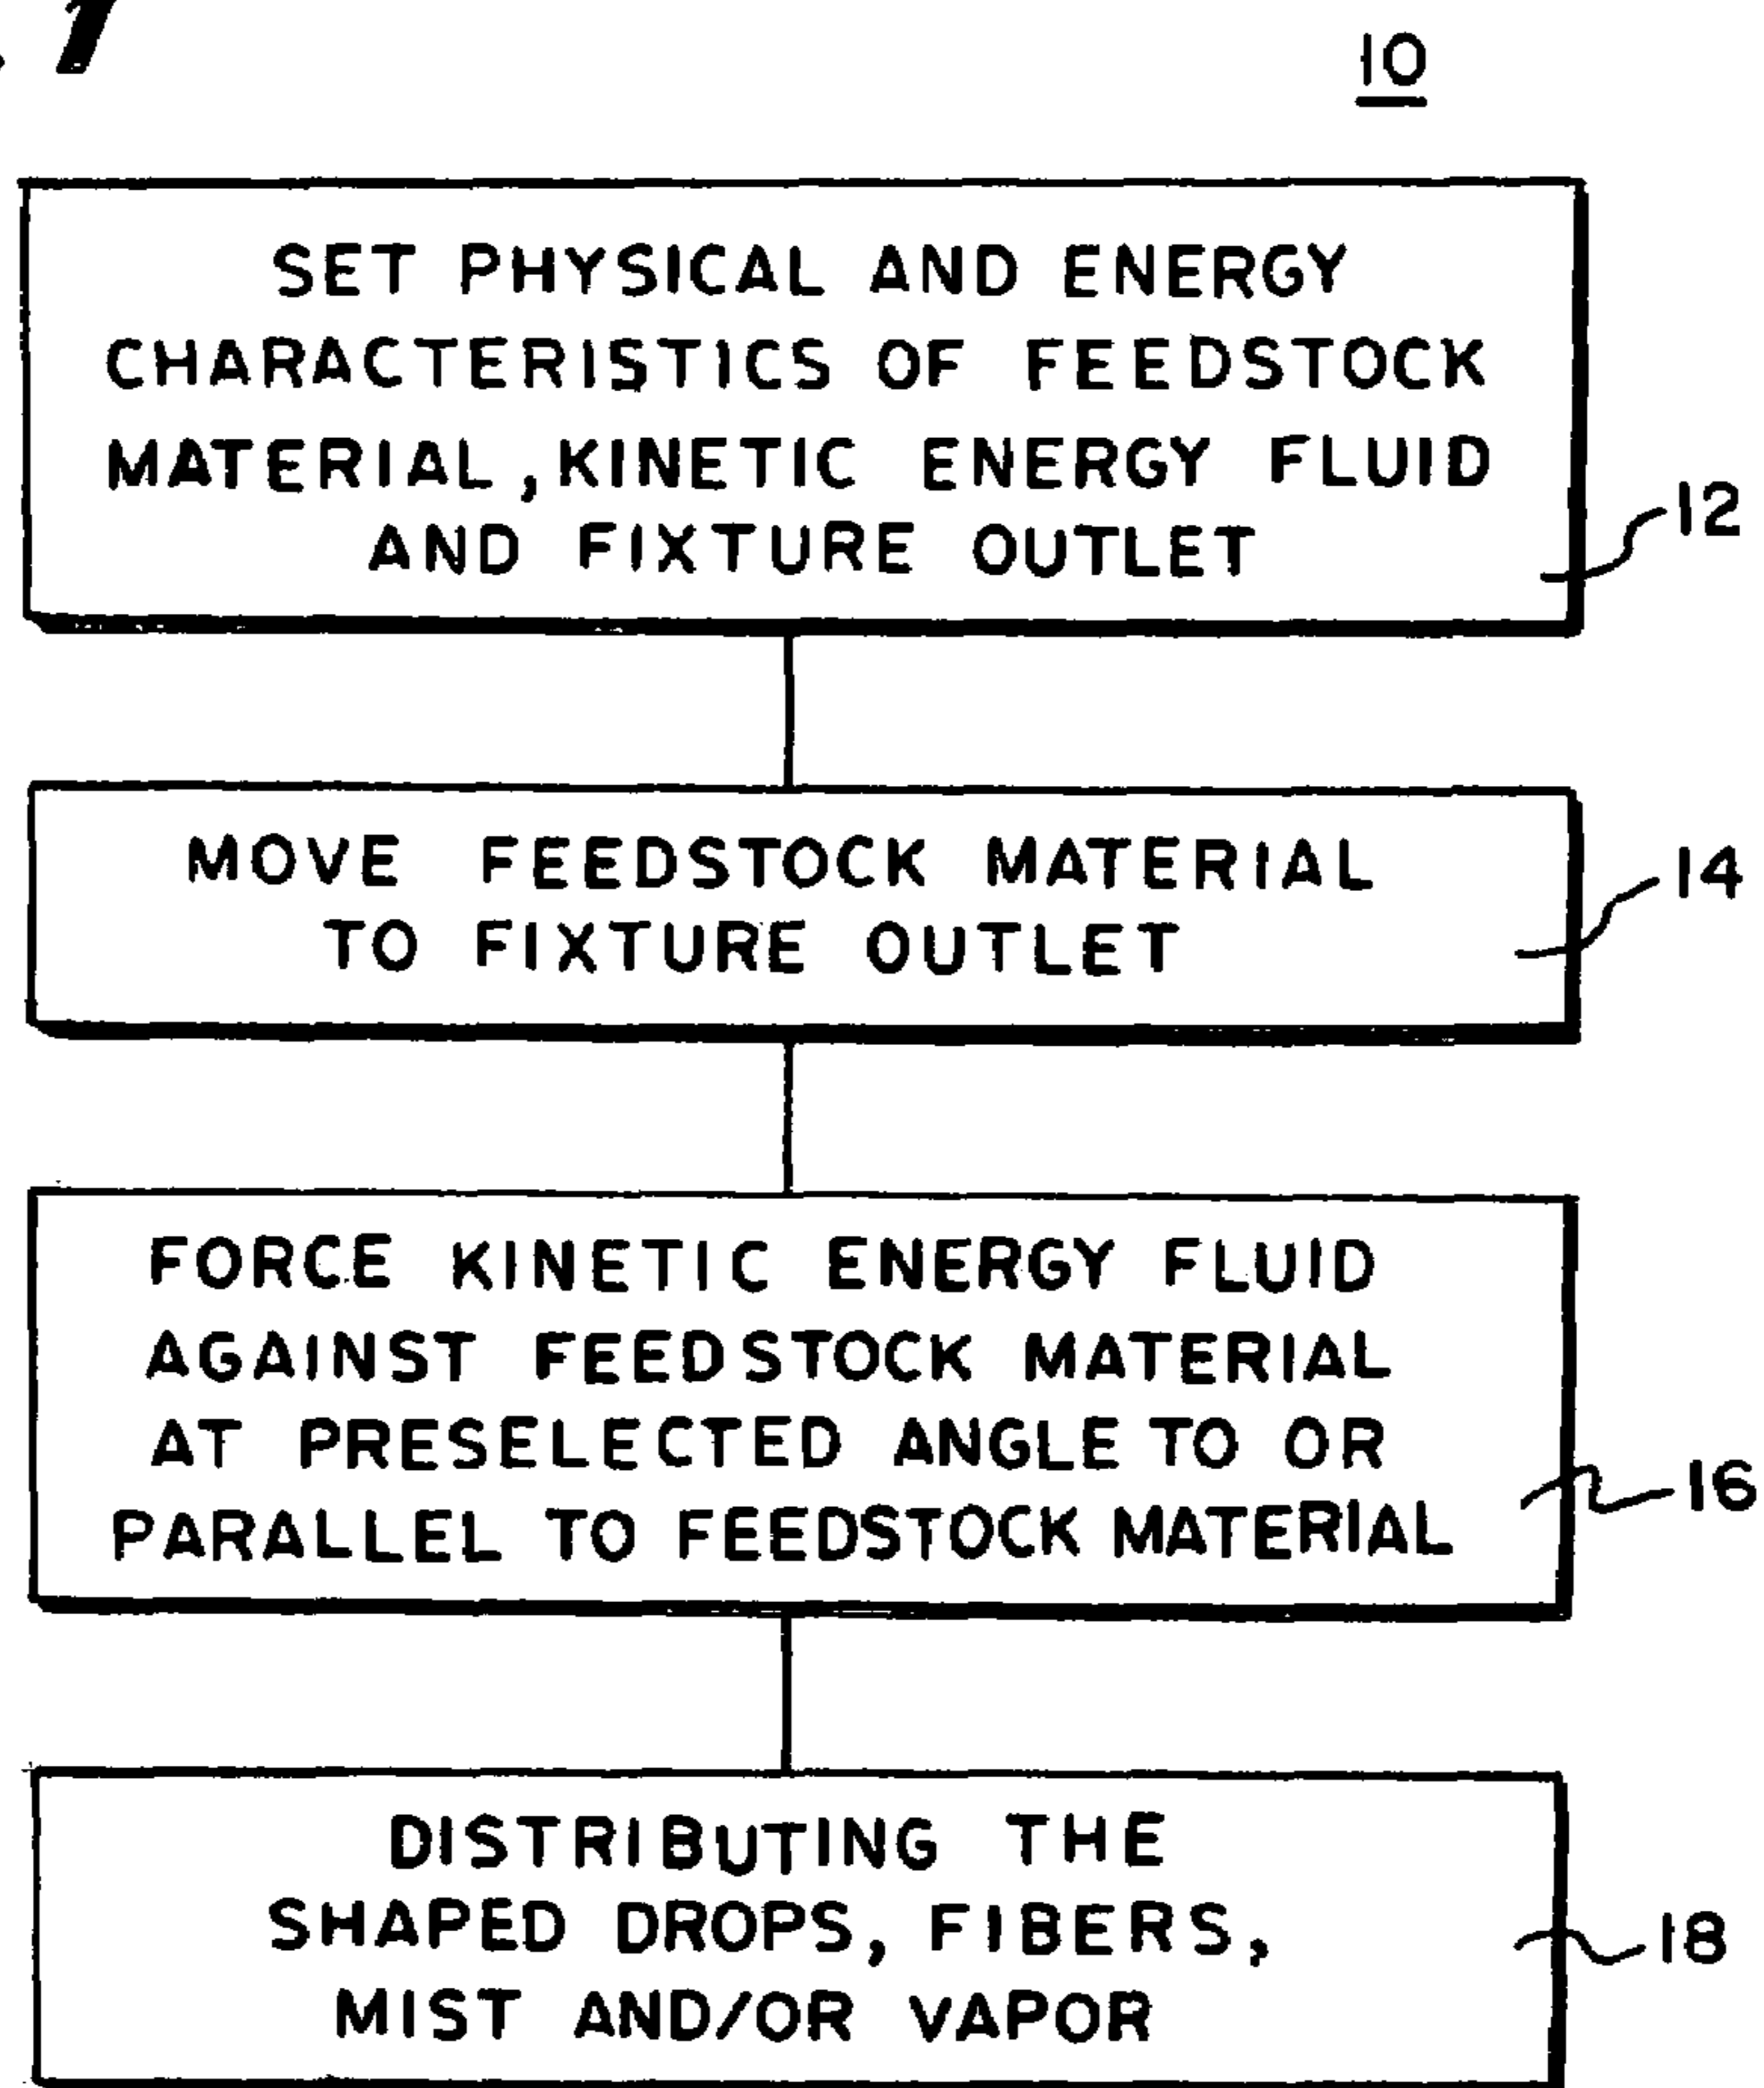 10
SET PHYSICAL AND ENERGY
CHARACTERISTICS OF FEEDSTOCK
MATERIAL, KINETIC ENERGY FLUID
AND FIXTURE OUTLET
12
MOVE FEEDSTOCK MATERIAL
TO FIXTURE OUTLET
14
FORCE KINETIC ENERGY FLUID
AGAINST FEEDSTOCK MATERIAL
AT PRESELECTED ANGLE TO OR
PARALLEL TO FEEDSTOCK MATERIAL
16
DISTRIBUTING THE
SHAPED DROPS, FIBERS,
MIST AND/OR VAPOR
18